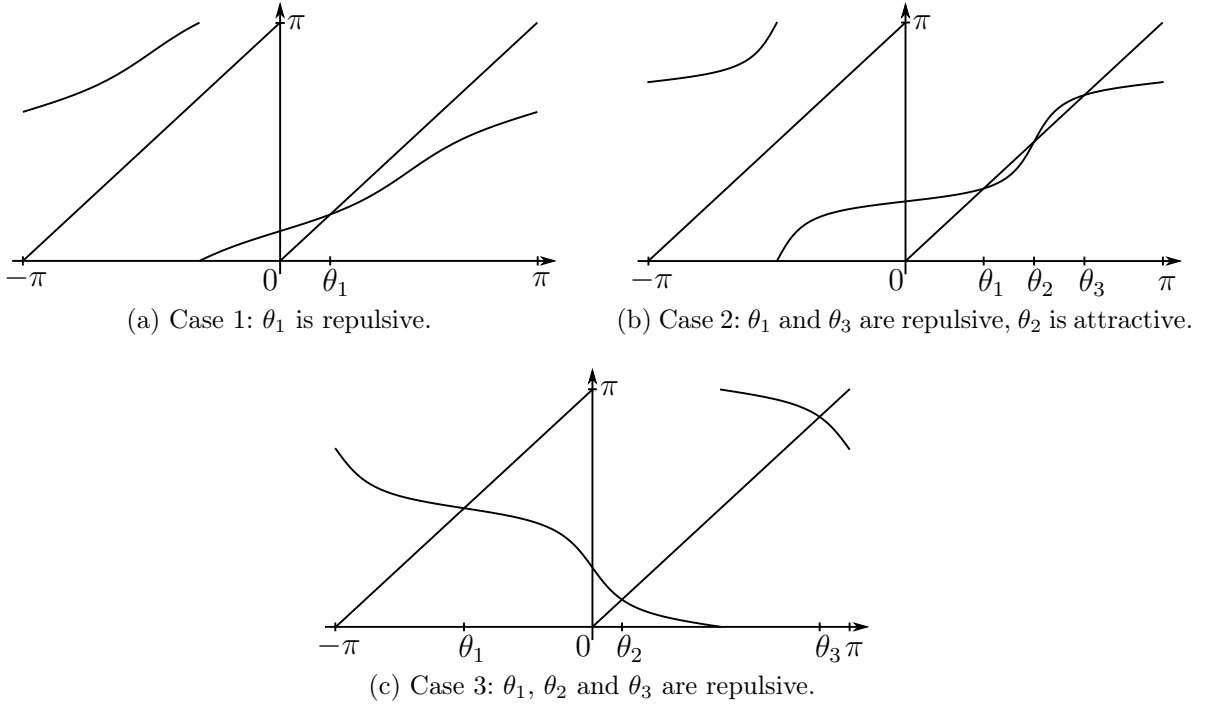 π π
−π 0 θ₁ π −π 0 θ₁ θ₂ θ₃ π
(a) Case 1: θ₁ is repulsive. (b) Case 2: θ₁ and θ₃ are repulsive, θ₂ is attractive.
π
−π θ₁ 0 θ₂ θ₃ π
(c) Case 3: θ₁, θ₂ and θ₃ are repulsive.